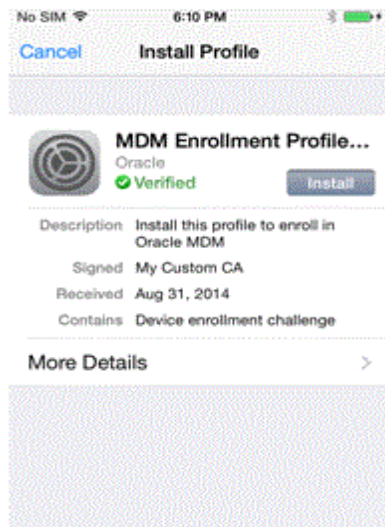 No SIM 6:10 PM
Cancel Install Profile
MDM Enrollment Profile...
Oracle
Verified Install
Description Install this profile to enroll in
Oracle MDM
Signed My Custom CA
Received Aug 31, 2014
Contains Device enrollment challenge
More Details